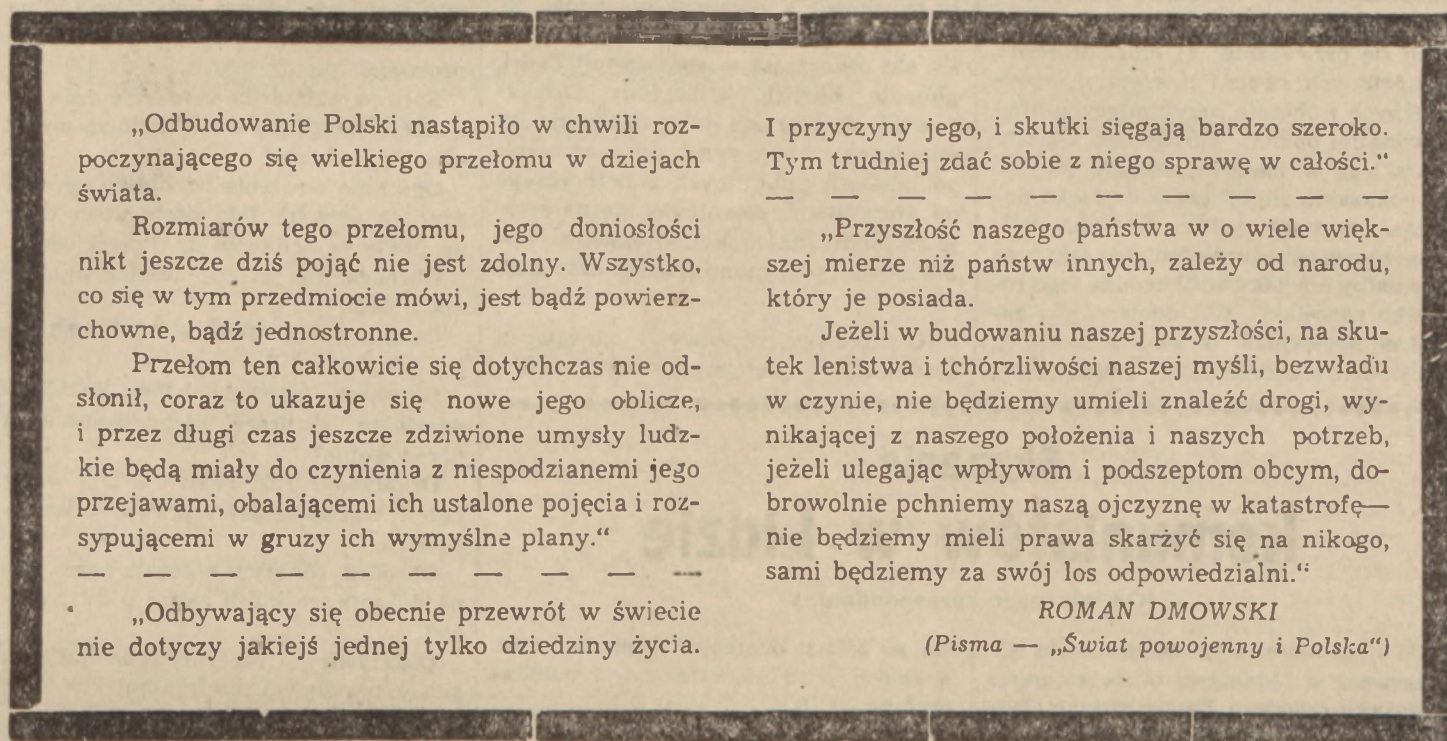 „Odbudowanie Polski nastąpiło w chwili roz-
poczynającego się wielkiego przełomu w dziejach
świata.
Rozmiarów tego przełomu, jego doniosłości
nikt jeszcze dziś pojąć nie jest zdolny. Wszystko,
co się w tym przedmiocie mówi, jest bądź powierz-
chowne, bądź jednostronne.
Przełom ten całkowicie się dotychczas nie od-
słonił, coraz to ukazuje się nowe jego oblicze,
i przez długi czas jeszcze zdziwione umysły ludz-
kie będą miały do czynienia z niespodzianemi jego
przejawami, obalającemi ich ustalone pojęcia i roz-
sypującemi w gruzy ich wymyślne plany.“
— — — — — — — — — — —
„Odbywający się obecnie przewrót w świecie
nie dotyczy jakiejś jednej tylko dziedziny życia.
I przyczyny jego, i skutki sięgają bardzo szeroko.
Tym trudniej zdać sobie z niego sprawę w całości.“
— — — — — — — — — —
„Przyszłość naszego państwa w o wiele więk-
szej mierze niż państw innych, zależy od narodu,
który je posiada.
Jeżeli w budowaniu naszej przyszłości, na sku-
tek lenistwa i tchórzliwości naszej myśli, bezwładu
w czynie, nie będziemy umieli znaleźć drogi, wy-
nikającej z naszego położenia i naszych potrzeb,
jeżeli ulegając wpływom i podszeptom obcym, do-
browolnie pchniemy naszą ojczyznę w katastrofę—
nie będziemy mieli prawa skarżyć się na nikogo,
sami będziemy za swój los odpowiedzialni.“
ROMAN DMOWSKI
(Pisma — „Świat powojenny i Polska“)